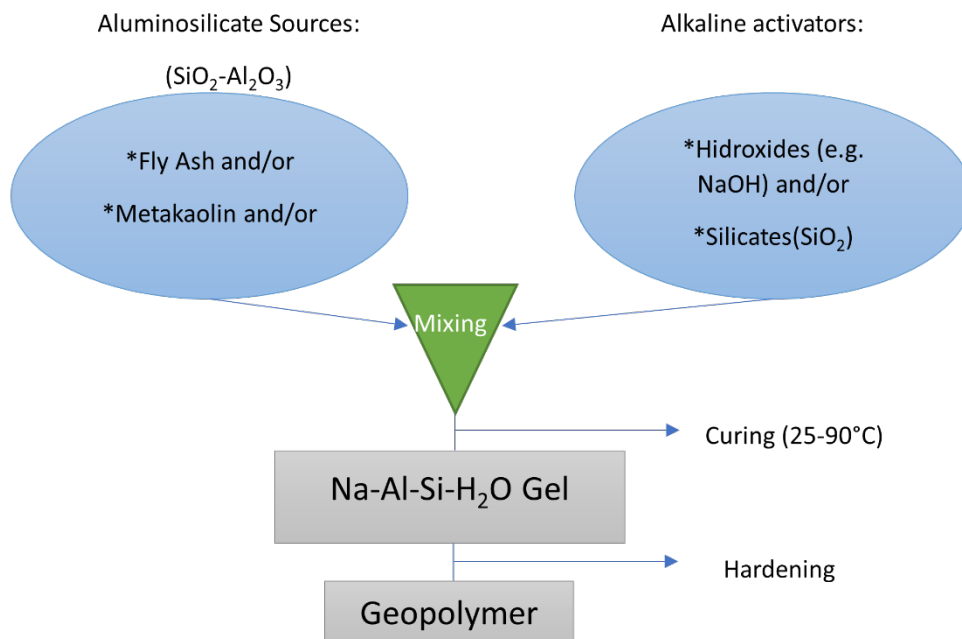 Aluminosilicate Sources:
(SiO₂-Al₂O₃)
*Fly Ash and/or
*Metakaolin and/or
Alkaline activators:
*Hidroxides (e.g.
NaOH) and/or
*Silicates(SiO₂)
Mixing
Curing (25-90°C)
Na-Al-Si-H₂O Gel
Hardening
Geopolymer